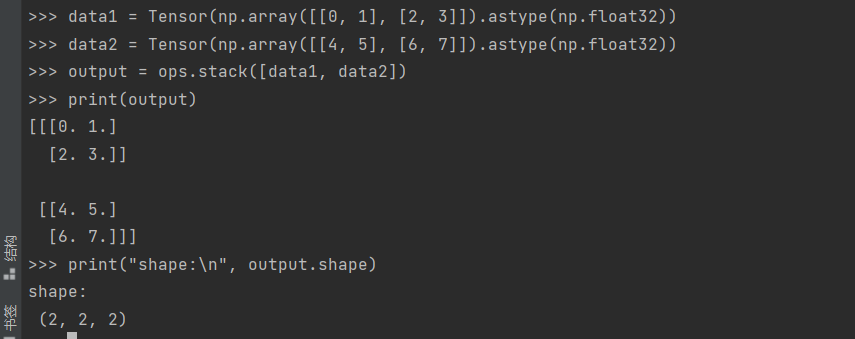 >>> data1 = Tensor(np.array([[0, 1], [2, 3]]).astype(np.float32))
>>> data2 = Tensor(np.array([[4, 5], [6, 7]]).astype(np.float32))
>>> output = ops.stack([data1, data2])
>>> print(output)
[[[0. 1.]
  [2. 3.]]
 [[4. 5.]
  [6. 7.]]]
>>> print("shape:\n", output.shape)
shape:
 (2, 2, 2)
结构
书签